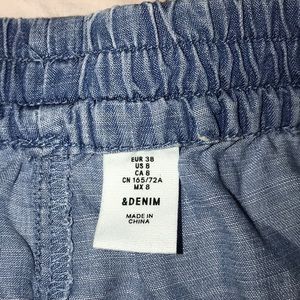 EUR 38
US 8
CA 8
CN 165/72A
MX 8
&DENIM
MADE IN
CHINA